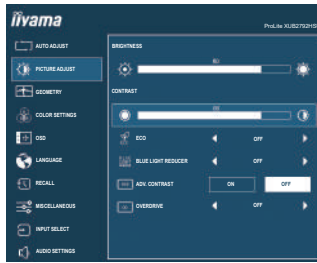 iiyama
ProLite XUB2792HS
AUTO ADJUST
PICTURE ADJUST
GEOMETRY
COLOR SETTINGS
OSD
LANGUAGE
RECALL
MISCELLANEOUS
INPUT SELECT
AUDIO SETTINGS
BRIGHTNESS
CONTRAST
ECO OFF
BLUE LIGHT REDUCER OFF
ADV. CONTRAST ON OFF
OVERDRIVE OFF